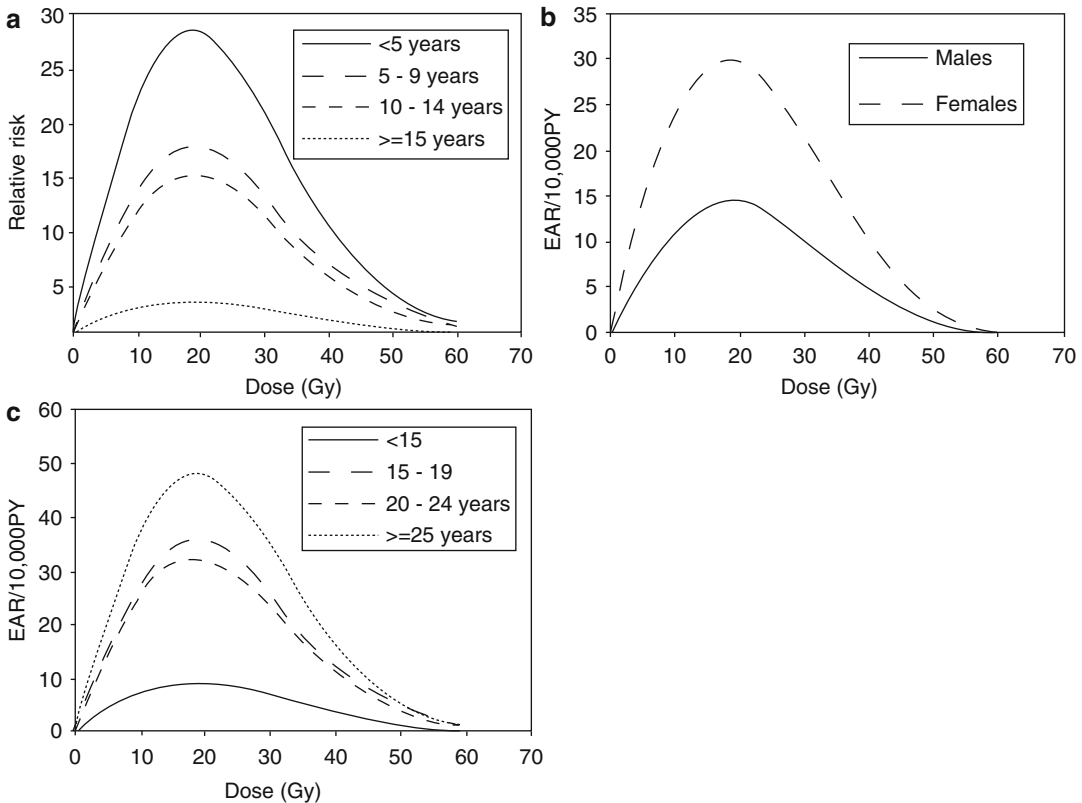 a
30
25
20
15
10
5
Relative risk
<5 years
5 - 9 years
10 - 14 years
>=15 years
0 10 20 30 40 50 60 70
Dose (Gy)
b
35
30
25
20
15
10
5
0
EAR/10,000PY
Males
Females
0 10 20 30 40 50 60 70
Dose (Gy)
c
60
50
40
30
20
10
0
EAR/10,000PY
<15
15 - 19
20 - 24 years
>=25 years
0 10 20 30 40 50 60 70
Dose (Gy)